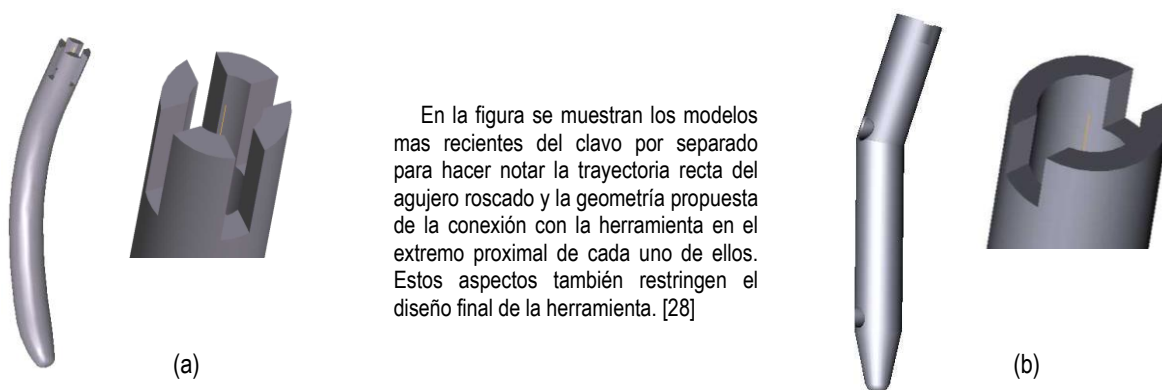 En la figura se muestran los modelos
mas recientes del clavo por separado
para hacer notar la trayectoria recta del
agujero roscado y la geometría propuesta
de la conexión con la herramienta en el
extremo proximal de cada uno de ellos.
Estos aspectos también restringen el
diseño final de la herramienta. [28]
(a)
(b)